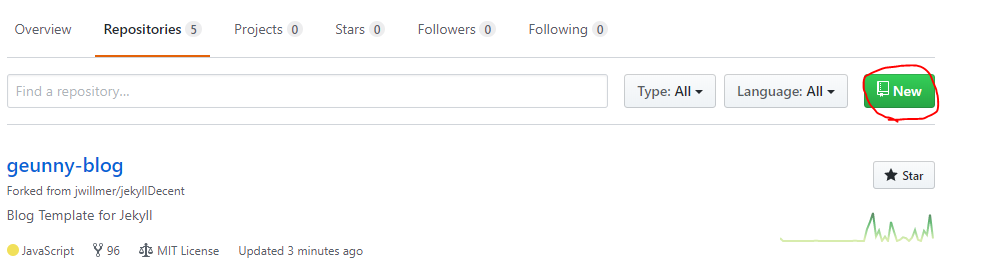 Overview Repositories 5 Projects 0 Stars 0 Followers 0 Following 0
Find a repository... Type: All Language: All New
geunny-blog
Star
Forked from jwillmer/jekyllDecent
Blog Template for Jekyll
JavaScript 96 MIT License Updated 3 minutes ago